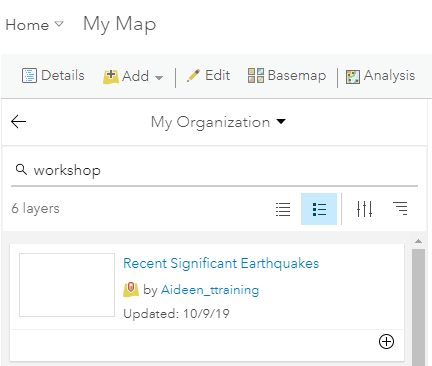 Home My Map
Details Add Edit Basemap Analysis
My Organization
workshop
6 layers
Recent Significant Earthquakes
by Aideen_ttraining
Updated: 10/9/19